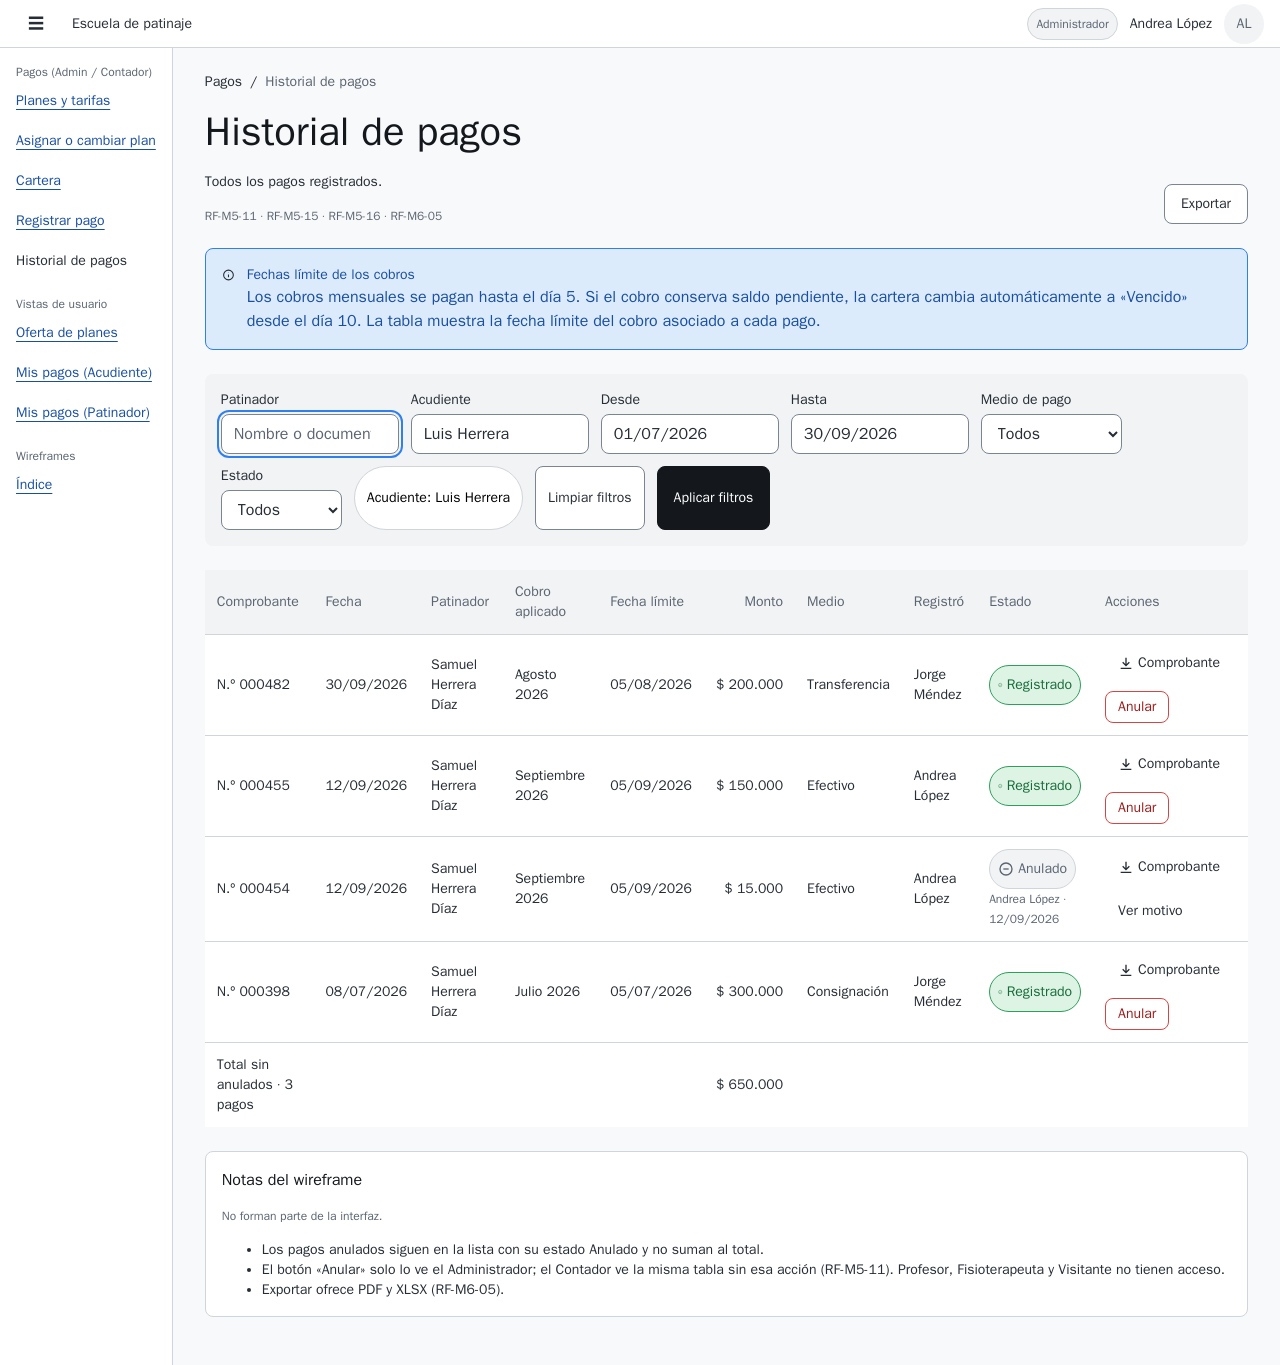 Escuela de patinaje
Administrador
Andrea López
AL
Pagos (Admin / Contador)
Planes y tarifas
Asignar o cambiar plan
Cartera
Registrar pago
Historial de pagos
Vistas de usuario
Oferta de planes
Mis pagos (Acudiente)
Mis pagos (Patinador)
Wireframes
Índice
Pagos / Historial de pagos
Historial de pagos
Todos los pagos registrados.
RF-M5-11 · RF-M5-15 · RF-M5-16 · RF-M6-05
Exportar
Fechas límite de los cobros
Los cobros mensuales se pagan hasta el día 5. Si el cobro conserva saldo pendiente, la cartera cambia automáticamente a «Vencido»
desde el día 10. La tabla muestra la fecha límite del cobro asociado a cada pago.
Patinador
Acudiente
Desde
Hasta
Medio de pago
Nombre o documen
Luis Herrera
01/07/2026
30/09/2026
Todos
Estado
Todos
Acudiente: Luis Herrera
Limpiar filtros
Aplicar filtros
Comprobante
Fecha
Patinador
Cobro
aplicado
Fecha límite
Monto
Medio
Registró
Estado
Acciones
N.º 000482
30/09/2026
Samuel
Herrera
Díaz
Agosto
2026
05/08/2026
$ 200.000
Transferencia
Jorge
Méndez
Registrado
Comprobante
Anular
N.º 000455
12/09/2026
Samuel
Herrera
Díaz
Septiembre
2026
05/09/2026
$ 150.000
Efectivo
Andrea
López
Registrado
Comprobante
Anular
N.º 000454
12/09/2026
Samuel
Herrera
Díaz
Septiembre
2026
05/09/2026
$ 15.000
Efectivo
Andrea
López
Anulado
Andrea López ·
12/09/2026
Comprobante
Ver motivo
N.º 000398
08/07/2026
Samuel
Herrera
Díaz
Julio 2026
05/07/2026
$ 300.000
Consignación
Jorge
Méndez
Registrado
Comprobante
Anular
Total sin
anulados · 3
pagos
$ 650.000
Notas del wireframe
No forman parte de la interfaz.
• Los pagos anulados siguen en la lista con su estado Anulado y no suman al total.
• El botón «Anular» solo lo ve el Administrador; el Contador ve la misma tabla sin esa acción (RF-M5-11). Profesor, Fisioterapeuta y Visitante no tienen acceso.
• Exportar ofrece PDF y XLSX (RF-M6-05).